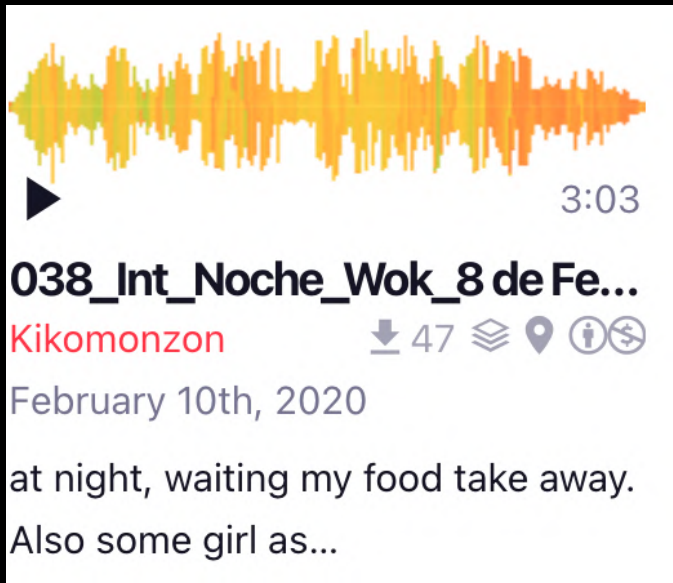 3:03
038_Int_Noche_Wok_8 de Fe...
Kikomonzon 47
February 10th, 2020
at night, waiting my food take away.
Also some girl as...